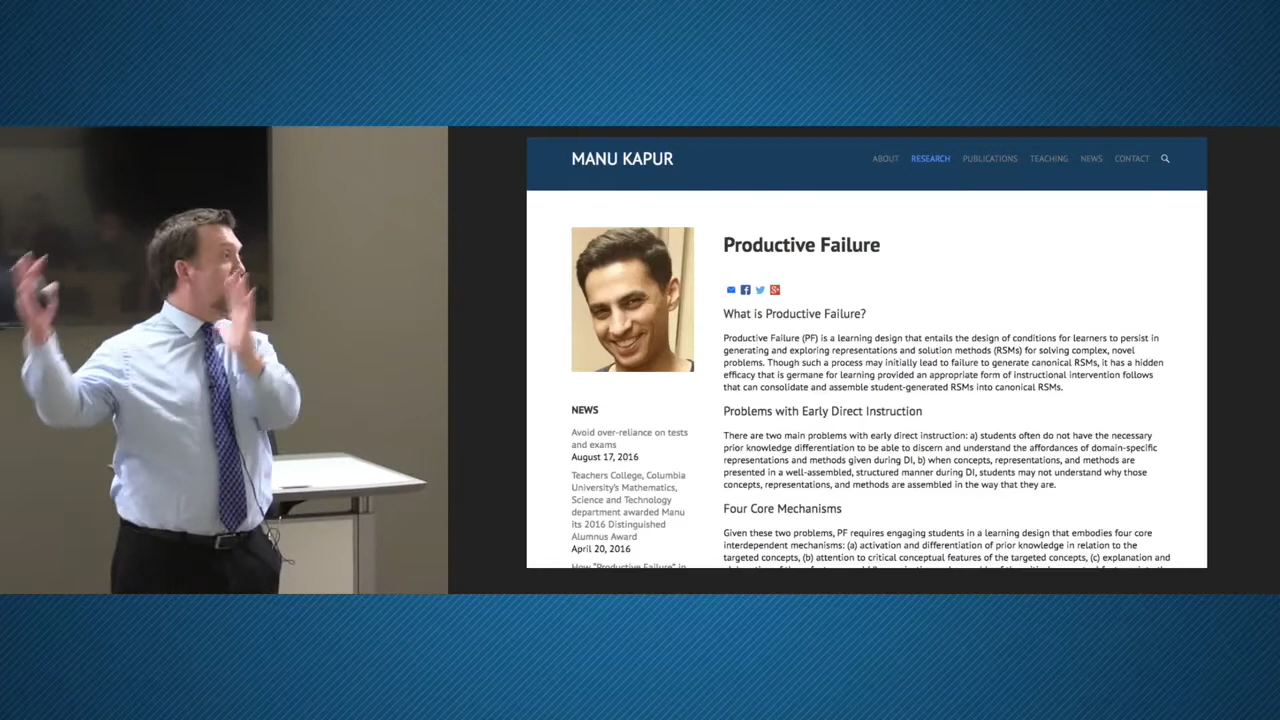 MANU KAPUR
ABOUT RESEARCH PUBLICATIONS TEACHING NEWS CONTACT
Productive Failure
What is Productive Failure?
Productive Failure (PF) is a learning design that entails the design of conditions for learners to persist in
generating and exploring representations and solution methods (RSMs) for solving complex, novel
problems. Though such a process may initially lead to failure to generate canonical RSMs, it has a hidden
efficacy that is germane for learning provided an appropriate form of instructional intervention follows
that can consolidate and assemble student-generated RSMs into canonical RSMs.
Problems with Early Direct Instruction
There are two main problems with early direct instruction: a) students often do not have the necessary
prior knowledge differentiation to be able to discern and understand the affordances of domain-specific
representations and methods given during DI, b) when concepts, representations, and methods are
presented in a well-assembled, structured manner during DI, students may not understand why those
concepts, representations, and methods are assembled in the way that they are.
Four Core Mechanisms
Given these two problems, PF requires engaging students in a learning design that embodies four core
interdependent mechanisms: (a) activation and differentiation of prior knowledge in relation to the
targeted concepts, (b) attention to critical conceptual features of the targeted concepts, (c) explanation and
NEWS
Avoid over-reliance on tests
and exams
August 17, 2016
Teachers College, Columbia
University's Mathematics,
Science and Technology
department awarded Manu
its 2016 Distinguished
Alumnus Award
April 20, 2016
How "Productive Failure" in